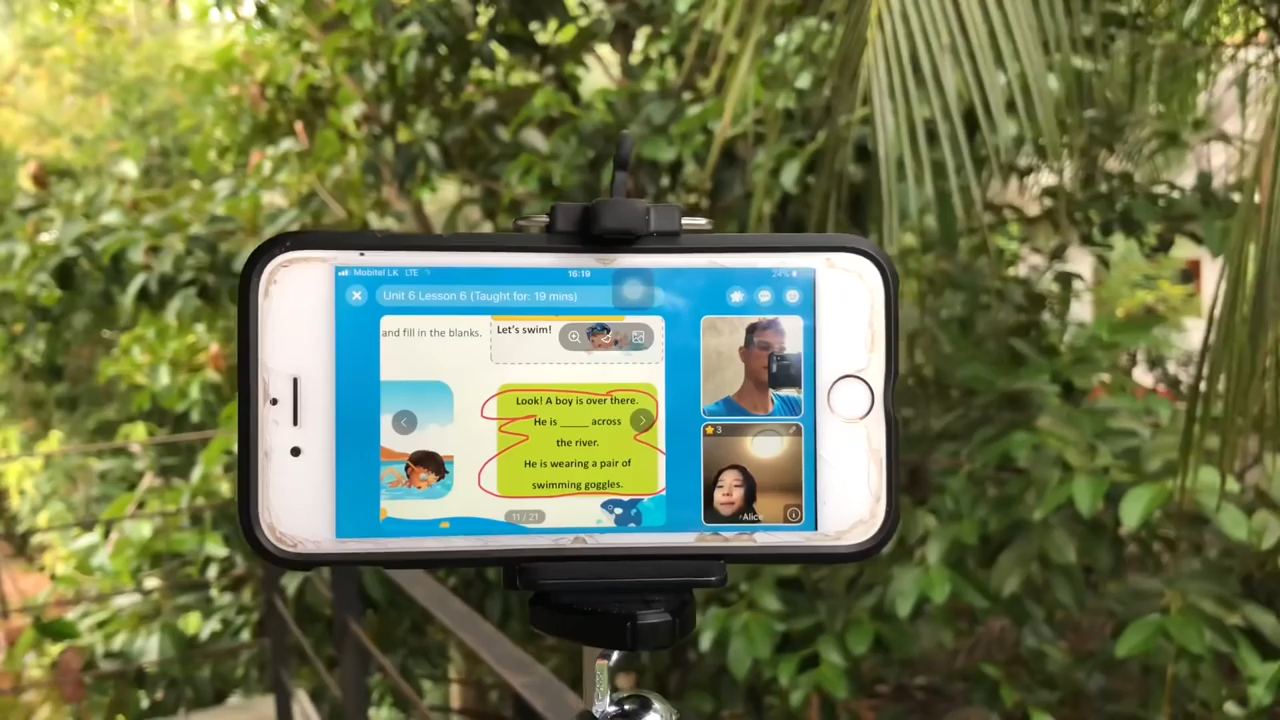 Mobitel LK LTE 16:19 24%
Unit 6 Lesson 6 (Taught for: 19 mins)
and fill in the blanks.
Let's swim!
Look! A boy is over there.
He is _____ across
the river.
He is wearing a pair of
swimming goggles.
11 / 21
3
Alice